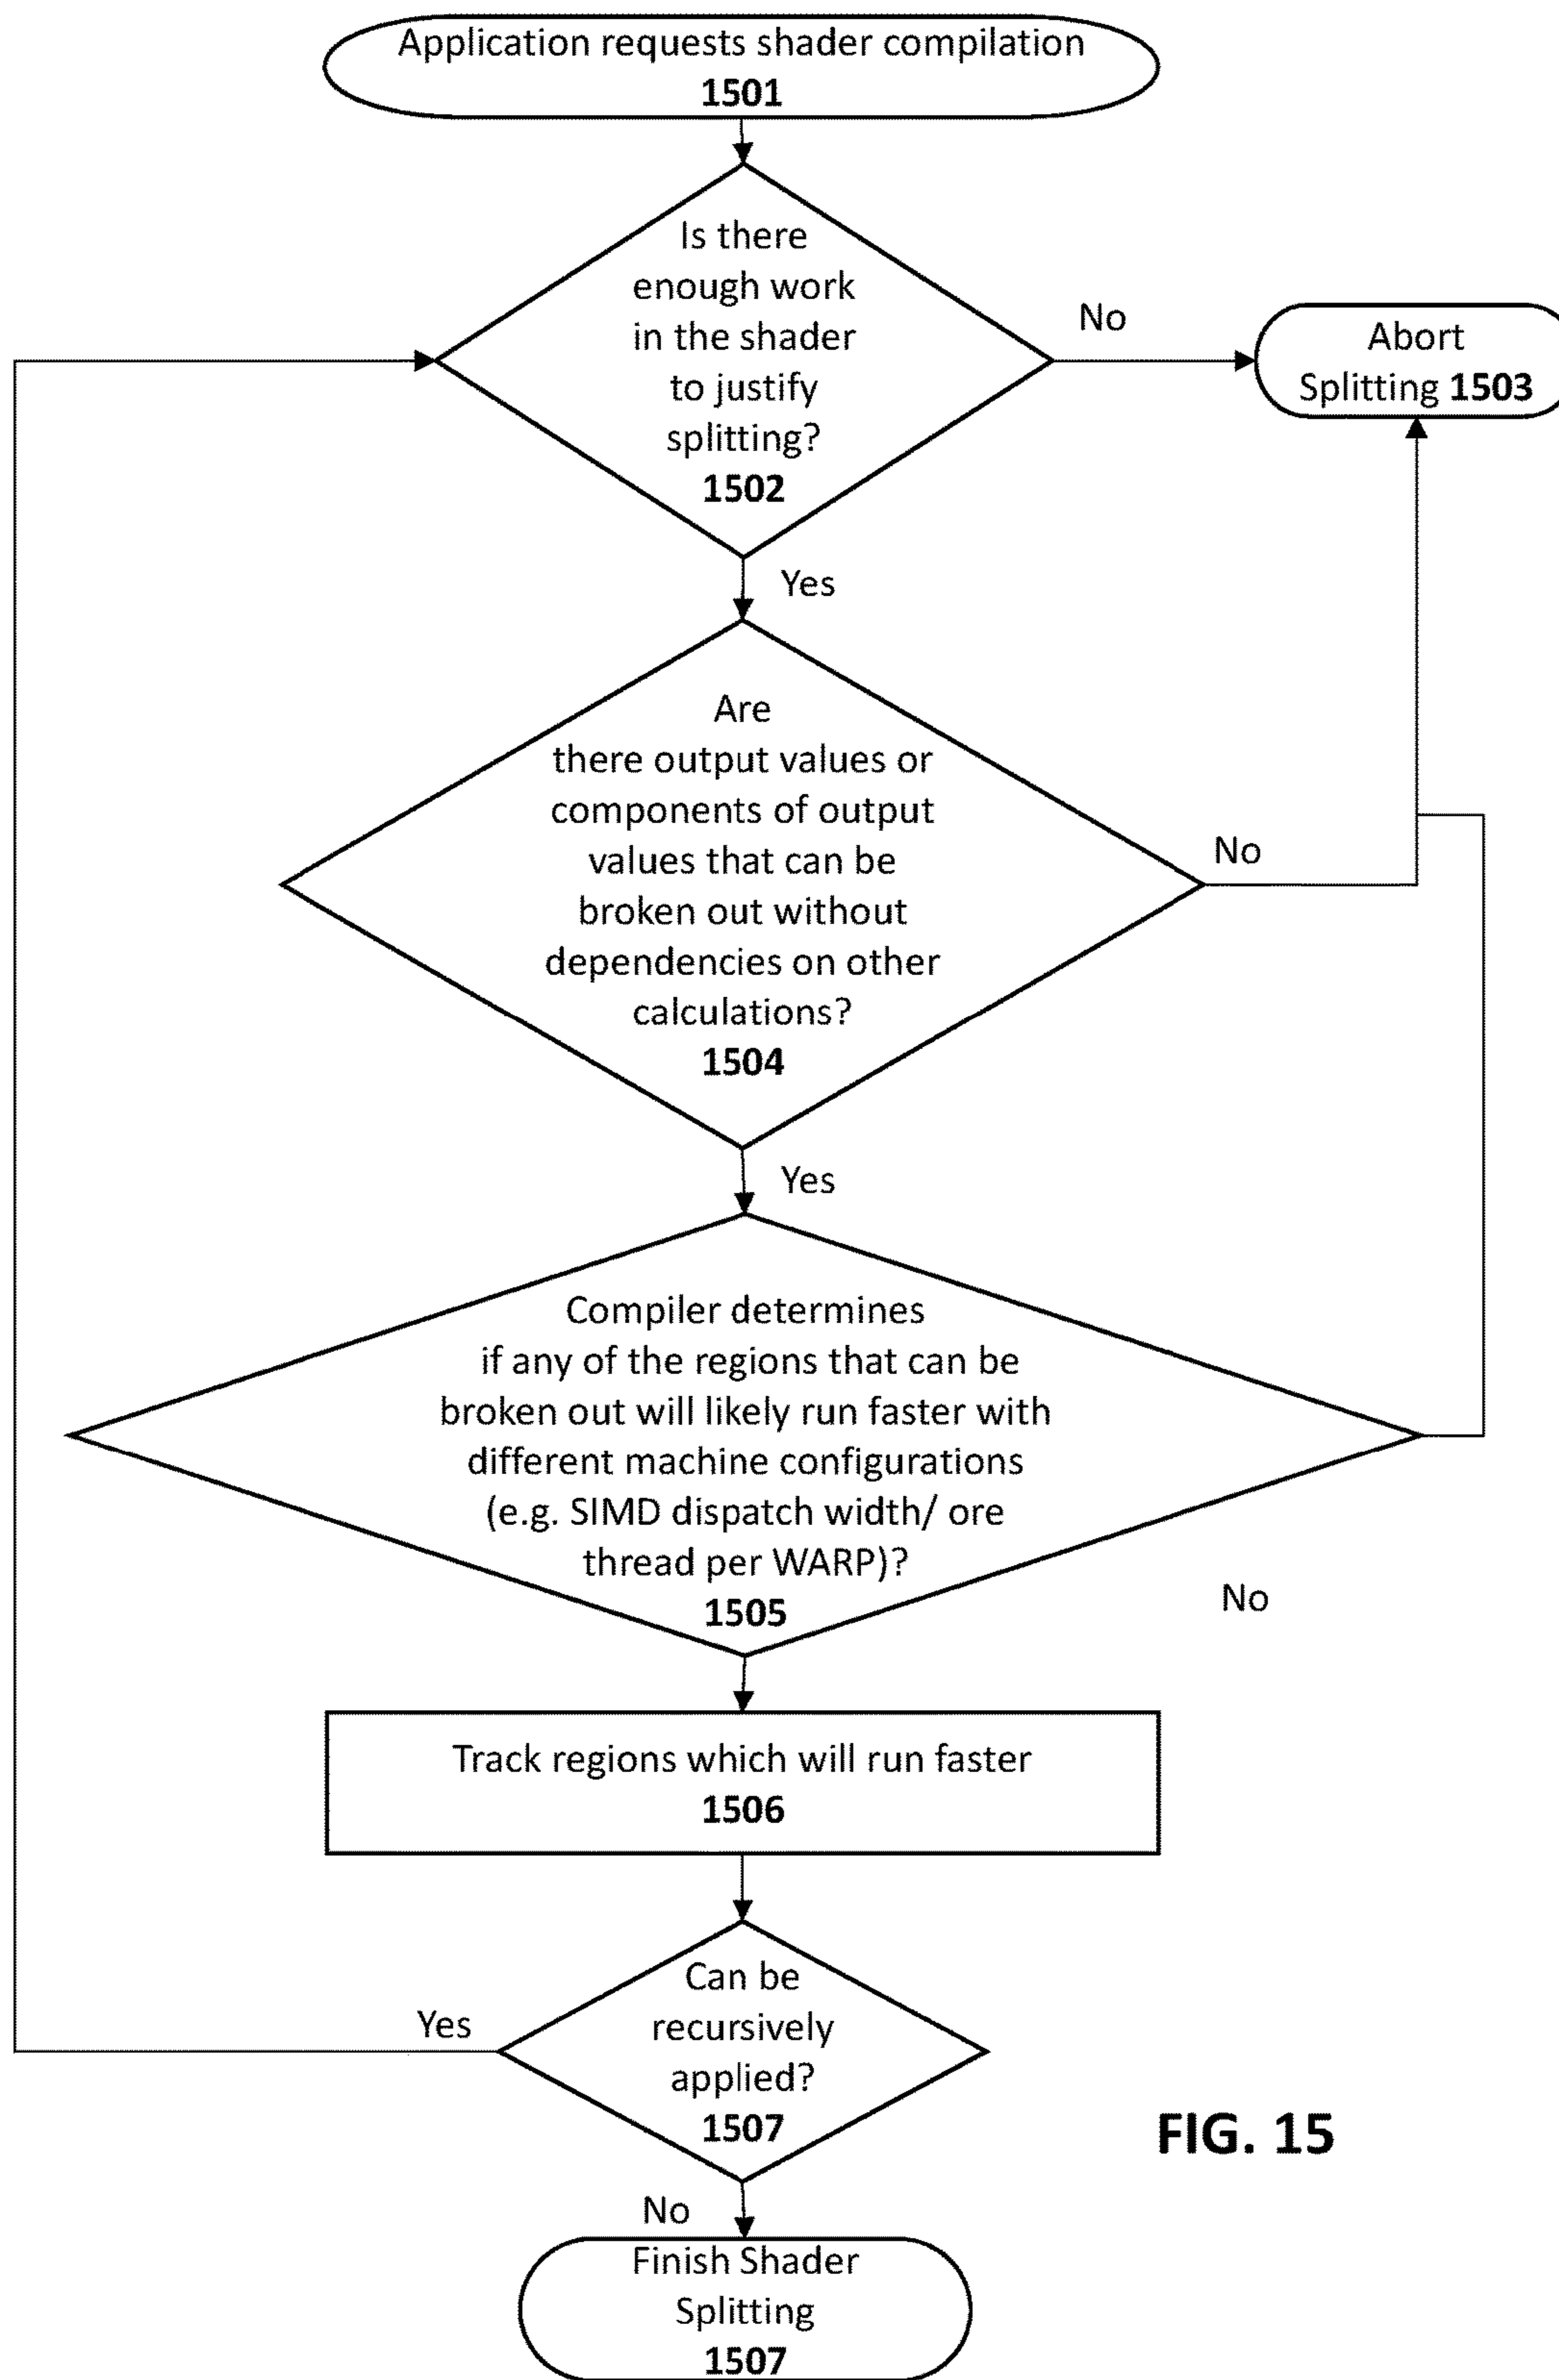 Application requests shader compilation
1501
Is there
enough work
in the shader
to justify
splitting?
1502
No
Abort
Splitting 1503
Yes
Are
there output values or
components of output
values that can be
broken out without
dependencies on other
calculations?
1504
No
Yes
Compiler determines
if any of the regions that can be
broken out will likely run faster with
different machine configurations
(e.g. SIMD dispatch width/ ore
thread per WARP)?
1505
No
Track regions which will run faster
1506
Can be
recursively
applied?
1507
Yes
FIG. 15
No
Finish Shader
Splitting
1507